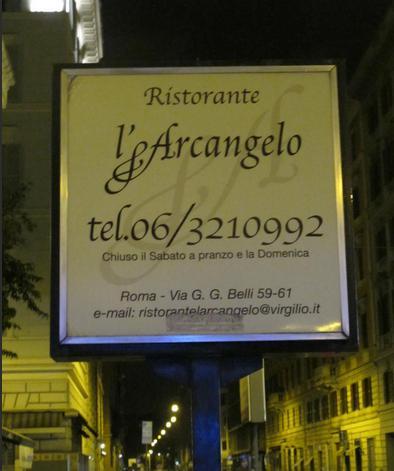 Ristorante
l'Arcangelo
tel.06/3210992
Chiuso il Sabato a pranzo e la Domenica
Roma - Via G. G. Belli 59-61
e-mail: ristorantelarcangelo@virgilio.it